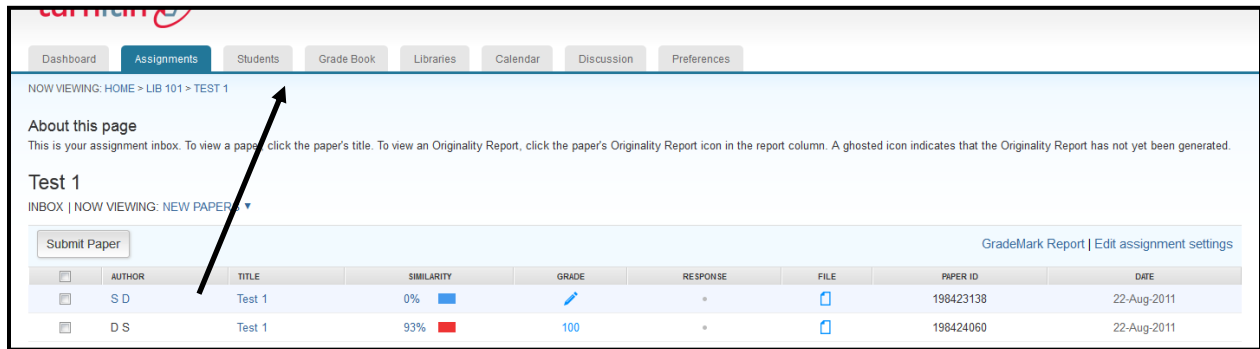 turnitin
Dashboard Assignments Students Grade Book Libraries Calendar Discussion Preferences
NOW VIEWING: HOME > LIB 101 > TEST 1
About this page
This is your assignment inbox. To view a paper, click the paper's title. To view an Originality Report, click the paper's Originality Report icon in the report column. A ghosted icon indicates that the Originality Report has not yet been generated.
Test 1
INBOX | NOW VIEWING: NEW PAPERS ▼
Submit Paper GradeMark Report | Edit assignment settings
AUTHOR TITLE SIMILARITY GRADE RESPONSE FILE PAPER ID DATE
S D Test 1 0% 198423138 22-Aug-2011
D S Test 1 93% 100 198424060 22-Aug-2011